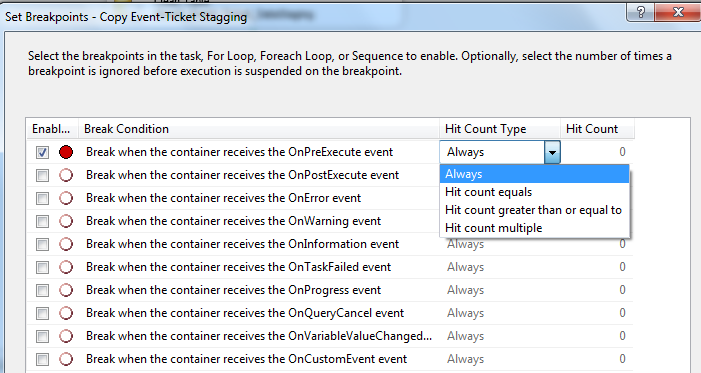 Set Breakpoints - Copy Event-Ticket Stagging
Select the breakpoints in the task, For Loop, Foreach Loop, or Sequence to enable. Optionally, select the number of times a
breakpoint is ignored before execution is suspended on the breakpoint.
Enabl... Break Condition Hit Count Type Hit Count
Break when the container receives the OnPreExecute event Always 0
Break when the container receives the OnPostExecute event Always 0
Break when the container receives the OnError event Hit count equals 0
Break when the container receives the OnWarning event Hit count greater than or equal to
Break when the container receives the OnInformation event Hit count multiple
Always 0
Break when the container receives the OnTaskFailed event Always 0
Break when the container receives the OnProgress event Always 0
Break when the container receives the OnQueryCancel event Always 0
Break when the container receives the OnVariableValueChanged... Always 0
Break when the container receives the OnCustomEvent event Always 0